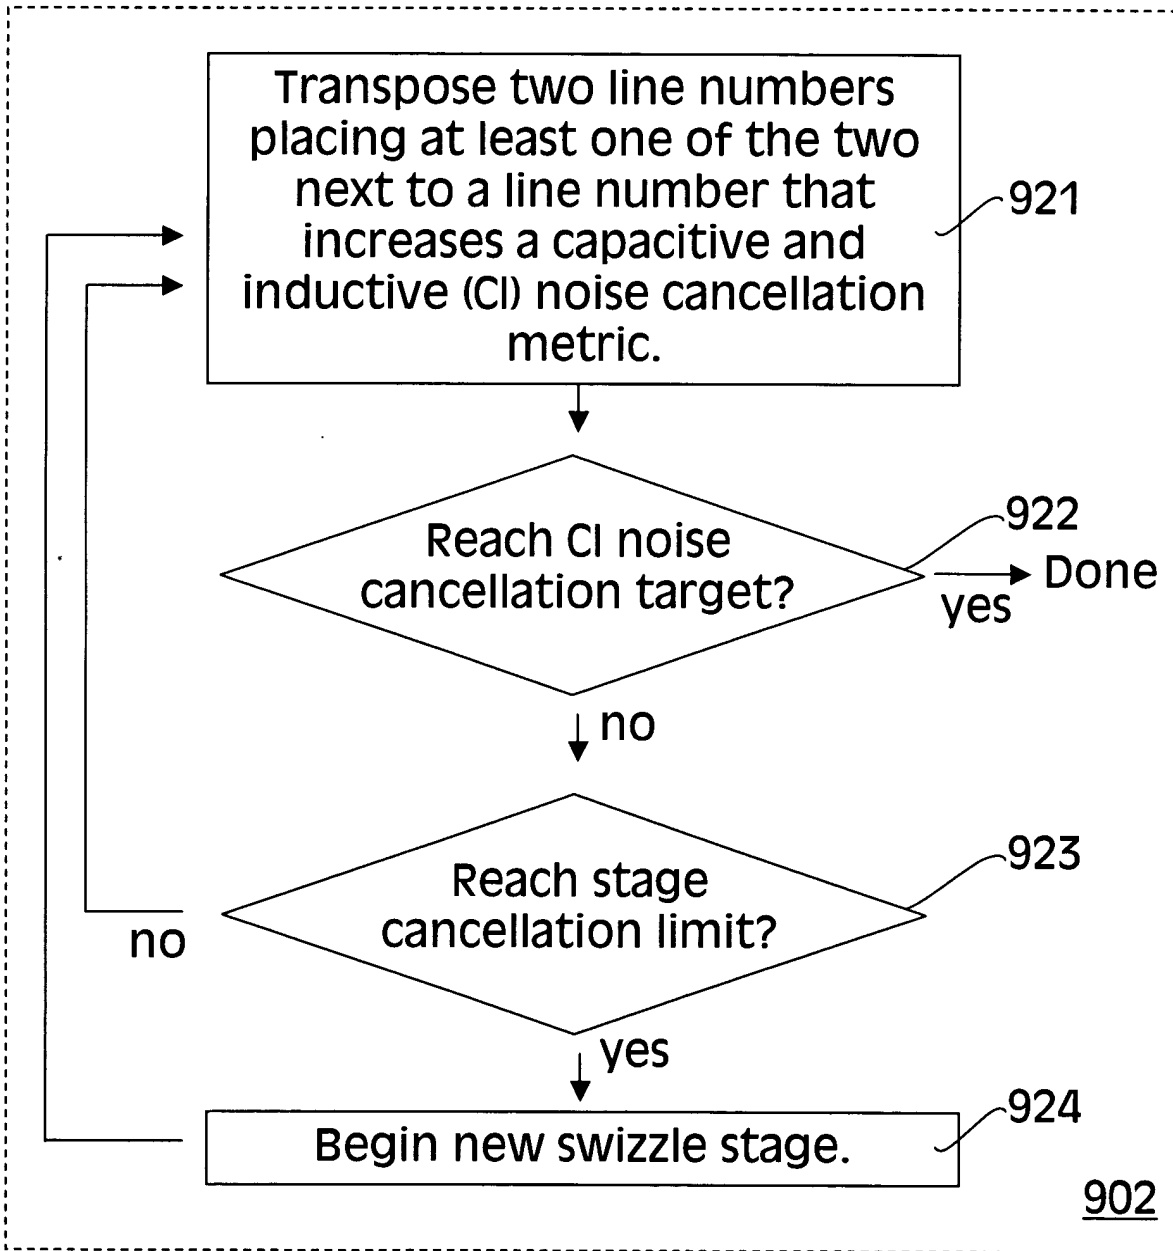 Transpose two line numbers
placing at least one of the two
next to a line number that
increases a capacitive and
inductive (CI) noise cancellation
metric.
921
Reach CI noise
cancellation target?
922
Done
yes
no
Reach stage
cancellation limit?
923
no
yes
Begin new swizzle stage.
924
902